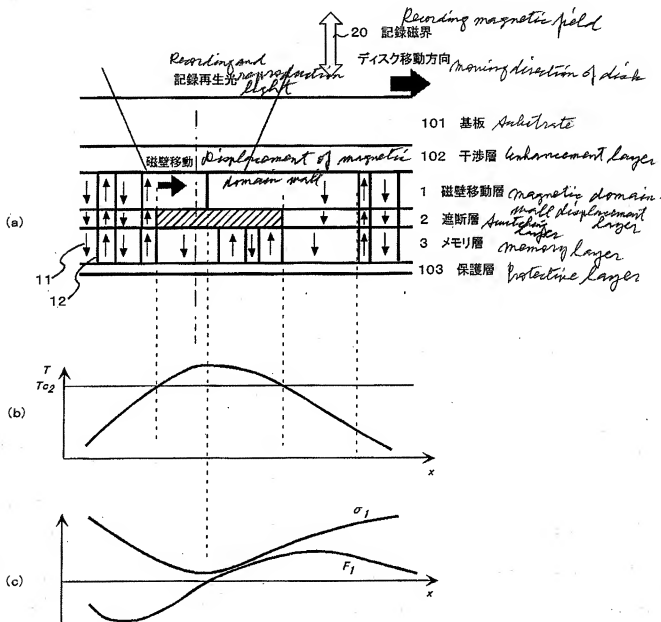 20 記録磁界 Recording magnetic field
Recording and
記録再生光 reproduction
light
ディスク移動方向 moving direction of disk
101 基板 substrate
磁壁移動 Displacement of magnetic
domain wall
102 干渉層 enhancement layer
1 磁壁移動層 magnetic domain-
wall displacement
layer
2 遮断層 switching
layer
3 メモリ層 memory layer
103 保護層 Protective layer
(a)
11
12
T
Tc2
(b)
x
σ1
F1
(c)
x